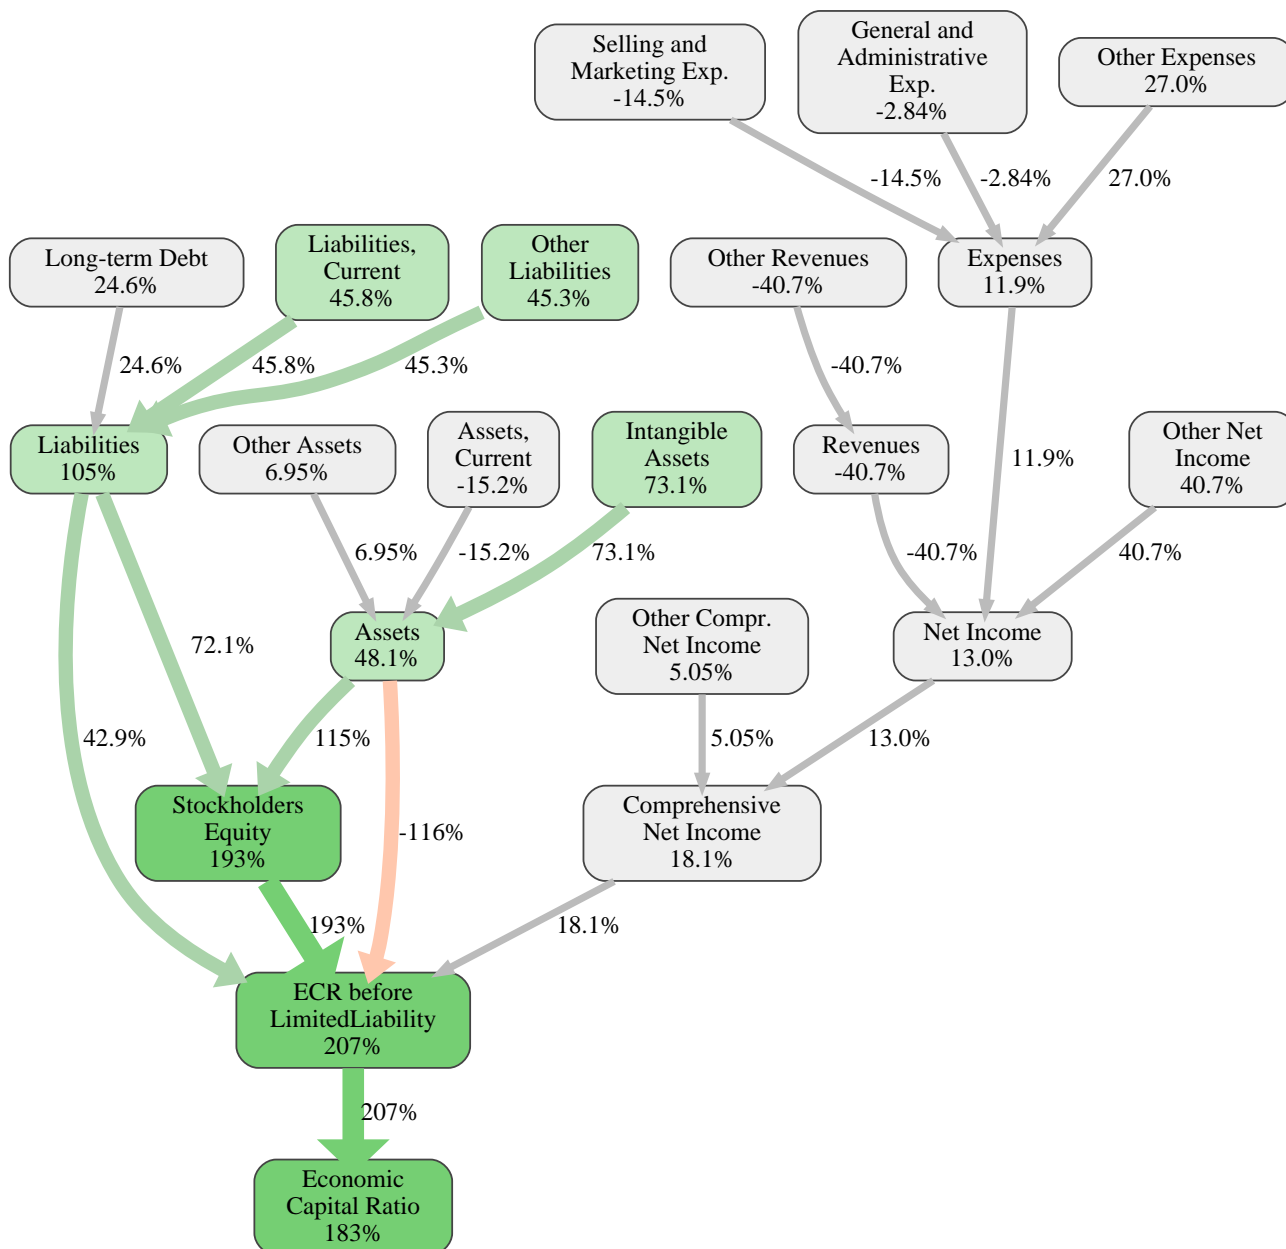 Selling and
Marketing Exp.
-14.5%
General and
Administrative
Exp.
-2.84%
Other Expenses
27.0%
-14.5%
-2.84%
27.0%
Long-term Debt
24.6%
Liabilities,
Current
45.8%
Other
Liabilities
45.3%
Other Revenues
-40.7%
Expenses
11.9%
24.6%
45.8%
45.3%
-40.7%
Liabilities
105%
Other Assets
6.95%
Assets,
Current
-15.2%
Intangible
Assets
73.1%
Revenues
-40.7%
11.9%
Other Net
Income
40.7%
6.95%
-15.2%
73.1%
-40.7%
40.7%
72.1%
Assets
48.1%
Other Compr.
Net Income
5.05%
Net Income
13.0%
42.9%
115%
-116%
5.05%
13.0%
Stockholders
Equity
193%
Comprehensive
Net Income
18.1%
193%
18.1%
ECR before
LimitedLiability
207%
207%
Economic
Capital Ratio
183%